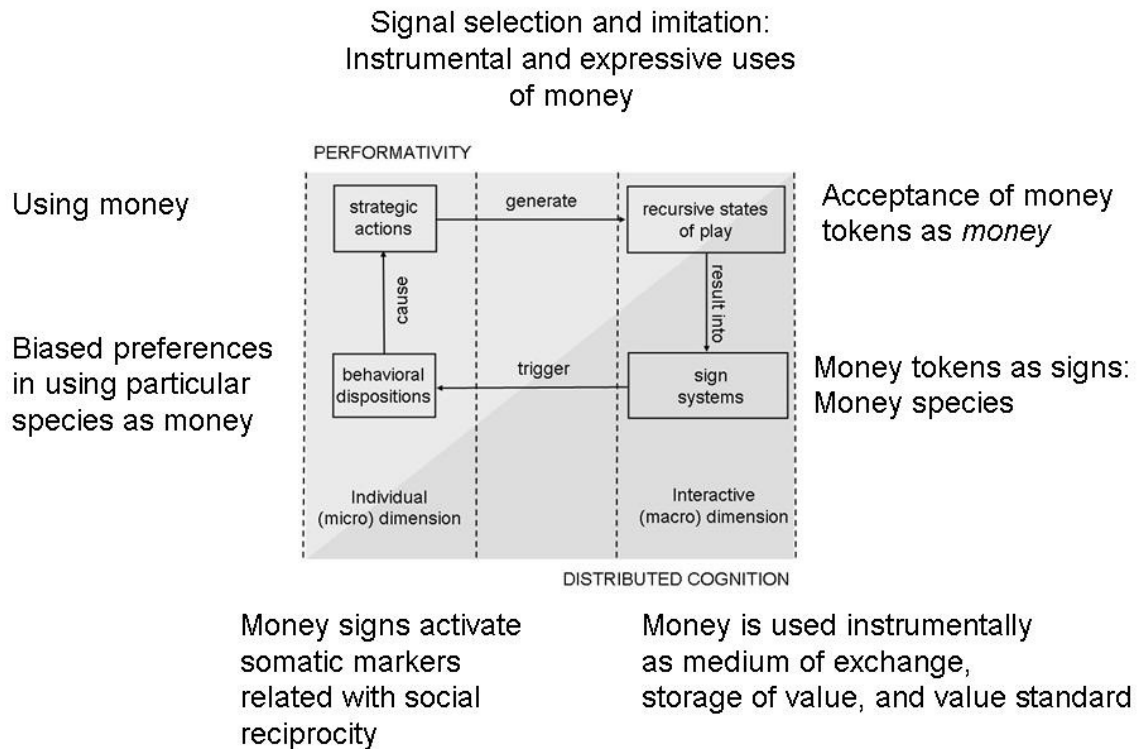 Signal selection and imitation:
Instrumental and expressive uses
of money
PERFORMATIVITY
Using money
strategic
actions
generate
recursive states
of play
Acceptance of money
tokens as money
cause
result into
Biased preferences
in using particular
species as money
behavioral
dispositions
trigger
sign
systems
Money tokens as signs:
Money species
Individual
(micro) dimension
Interactive
(macro) dimension
DISTRIBUTED COGNITION
Money signs activate
somatic markers
related with social
reciprocity
Money is used instrumentally
as medium of exchange,
storage of value, and value standard